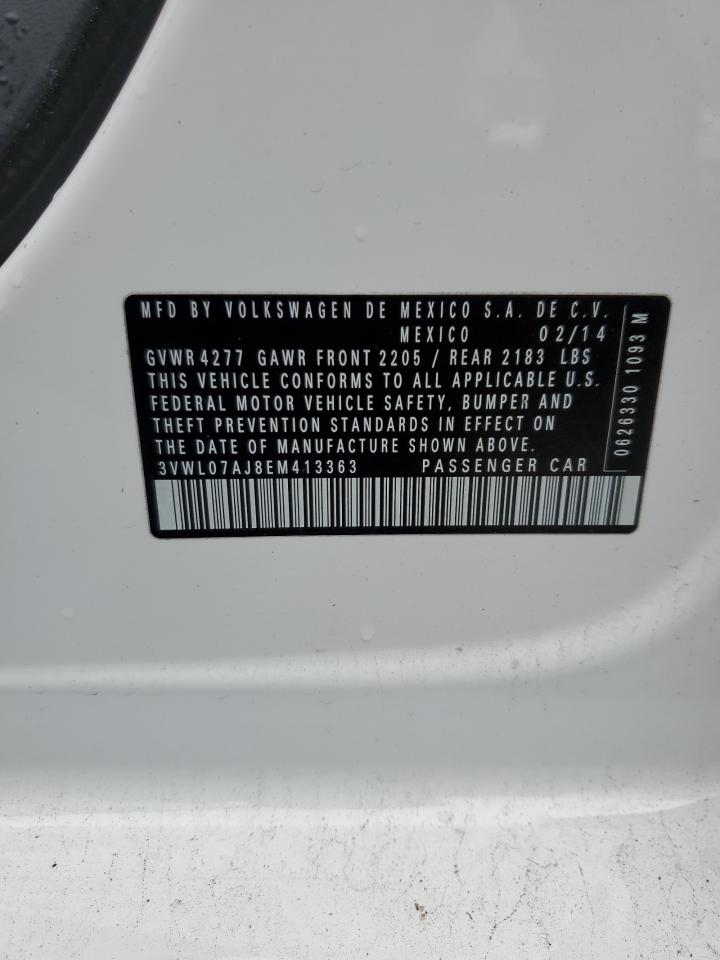 MFD BY VOLKSWAGEN DE MEXICO S.A. DE C.V.
MEXICO 02/14
GVWR 4277 GAWR FRONT 2205 / REAR 2183 LBS
THIS VEHICLE CONFORMS TO ALL APPLICABLE U.S.
FEDERAL MOTOR VEHICLE SAFETY, BUMPER AND
THEFT PREVENTION STANDARDS IN EFFECT ON
THE DATE OF MANUFACTURE SHOWN ABOVE.
3VWL07AJ8EM413363 PASSENGER CAR
0626330 1093 M